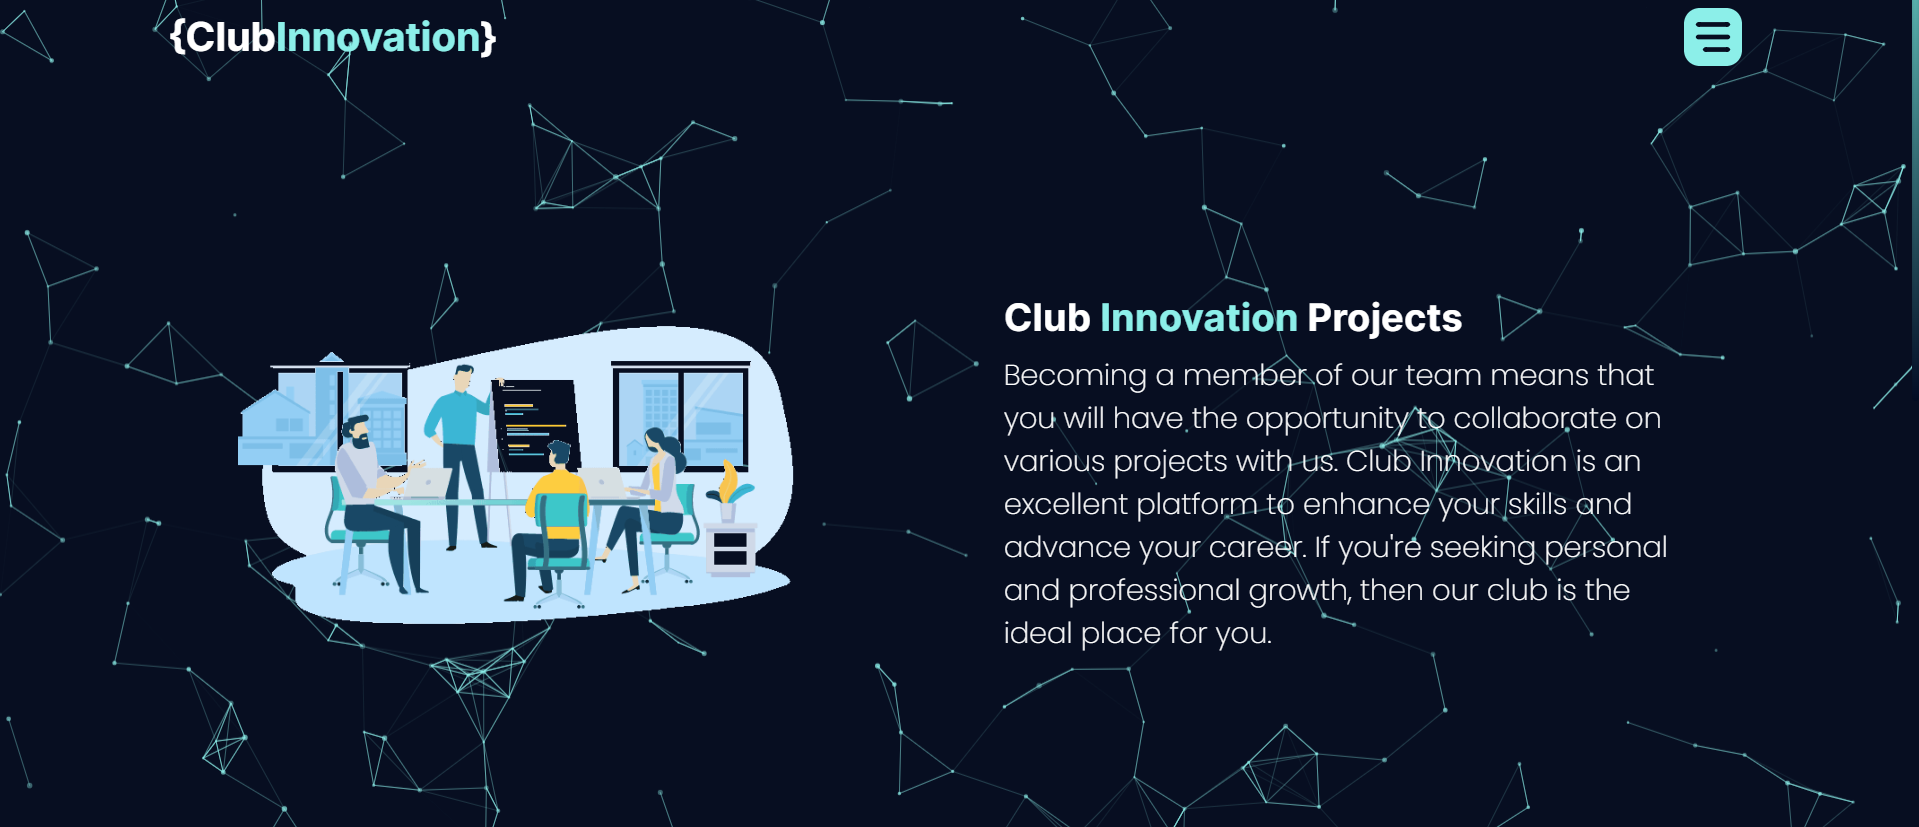 {ClubInnovation}
Club Innovation Projects
Becoming a member of our team means that
you will have the opportunity to collaborate on
various projects with us. Club Innovation is an
excellent platform to enhance your skills and
advance your career. If you're seeking personal
and professional growth, then our club is the
ideal place for you.